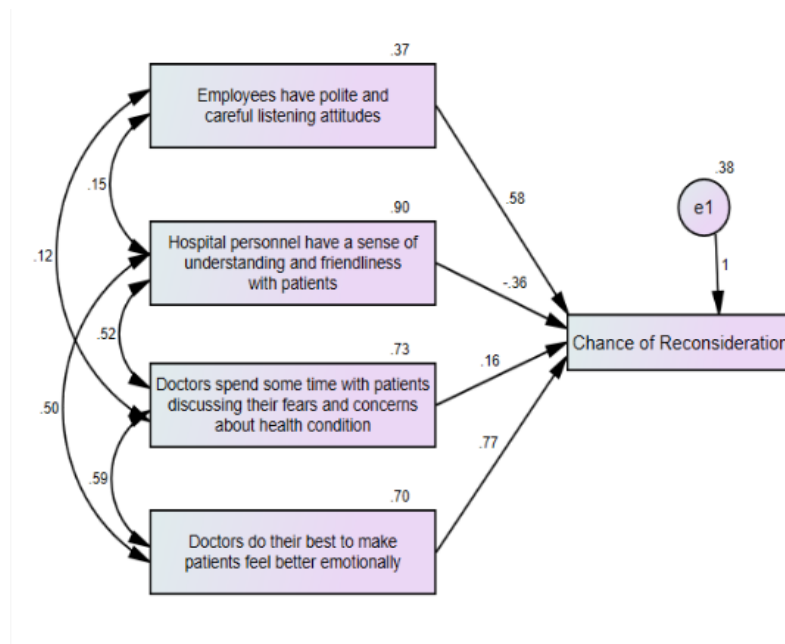 .37
Employees have polite and
careful listening attitudes
.38
e1
.15
.58
.90
.12
Hospital personnel have a sense of
understanding and friendliness
with patients
1
-.36
.52
Chance of Reconsideration
.73
.16
Doctors spend some time with patients
discussing their fears and concerns
about health condition
.50
.77
.59
.70
Doctors do their best to make
patients feel better emotionally